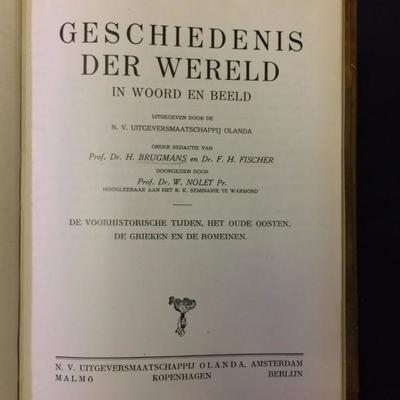 GESCHIEDENIS
DER WERELD
IN WOORD EN BEELD
UITGEGEVEN DOOR DE
N. V. UITGEVERSMAATSCHAPPIJ OLANDA
ONDER REDACTIE VAN
Prof. Dr. H. BRUGMANS en Dr. F. H. FISCHER
DOORGEZIEN DOOR
Prof. Dr. W. NOLET Pr.
HOOGLEERAAR AAN HET R. K. SEMINARIE TE WARMOND
DE VOORHISTORISCHE TIJDEN, HET OUDE OOSTEN,
DE GRIEKEN EN DE ROMEINEN.
N. V. UITGEVERSMAATSCHAPPIJ OLANDA, AMSTERDAM
MALMÖ KOPENHAGEN BERLIJN